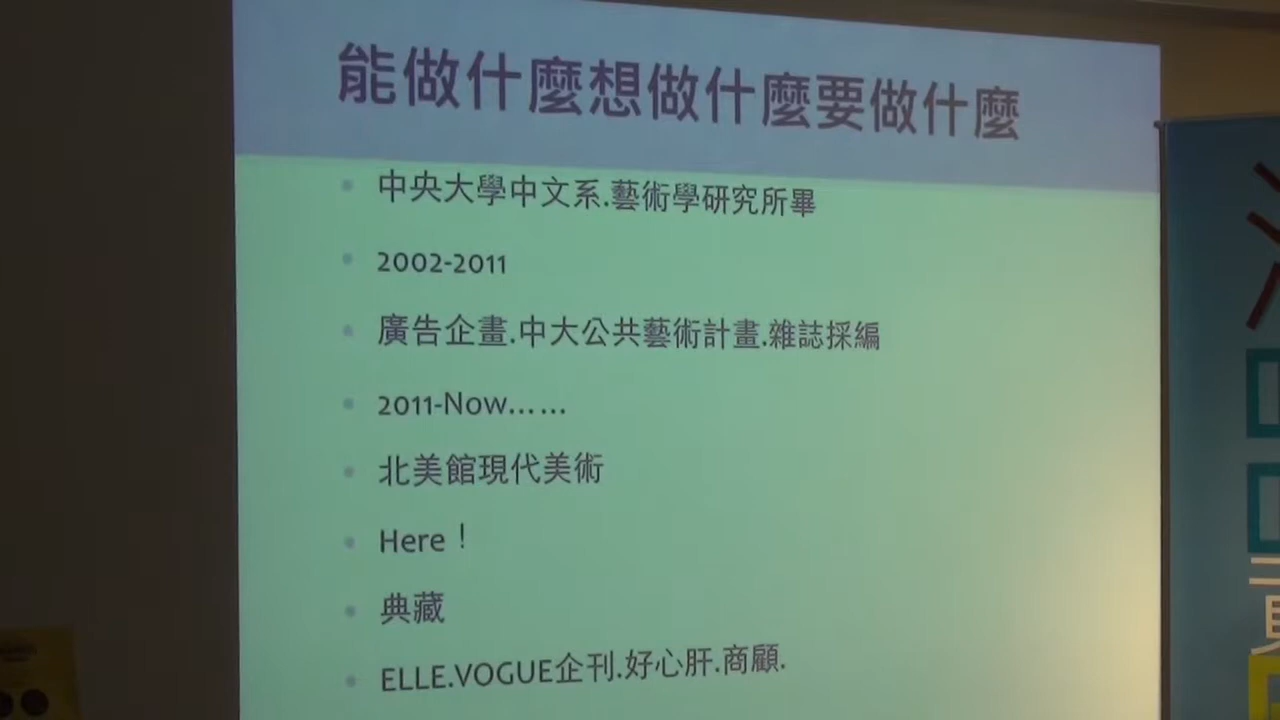 能做什麼想做什麼要做什麼
中央大學中文系.藝術學研究所畢
2002-2011
廣告企畫.中大公共藝術計畫.雜誌採編
2011-Now……
北美館現代美術
Here！
典藏
ELLE.VOGUE企刊.好心肝.商顧.